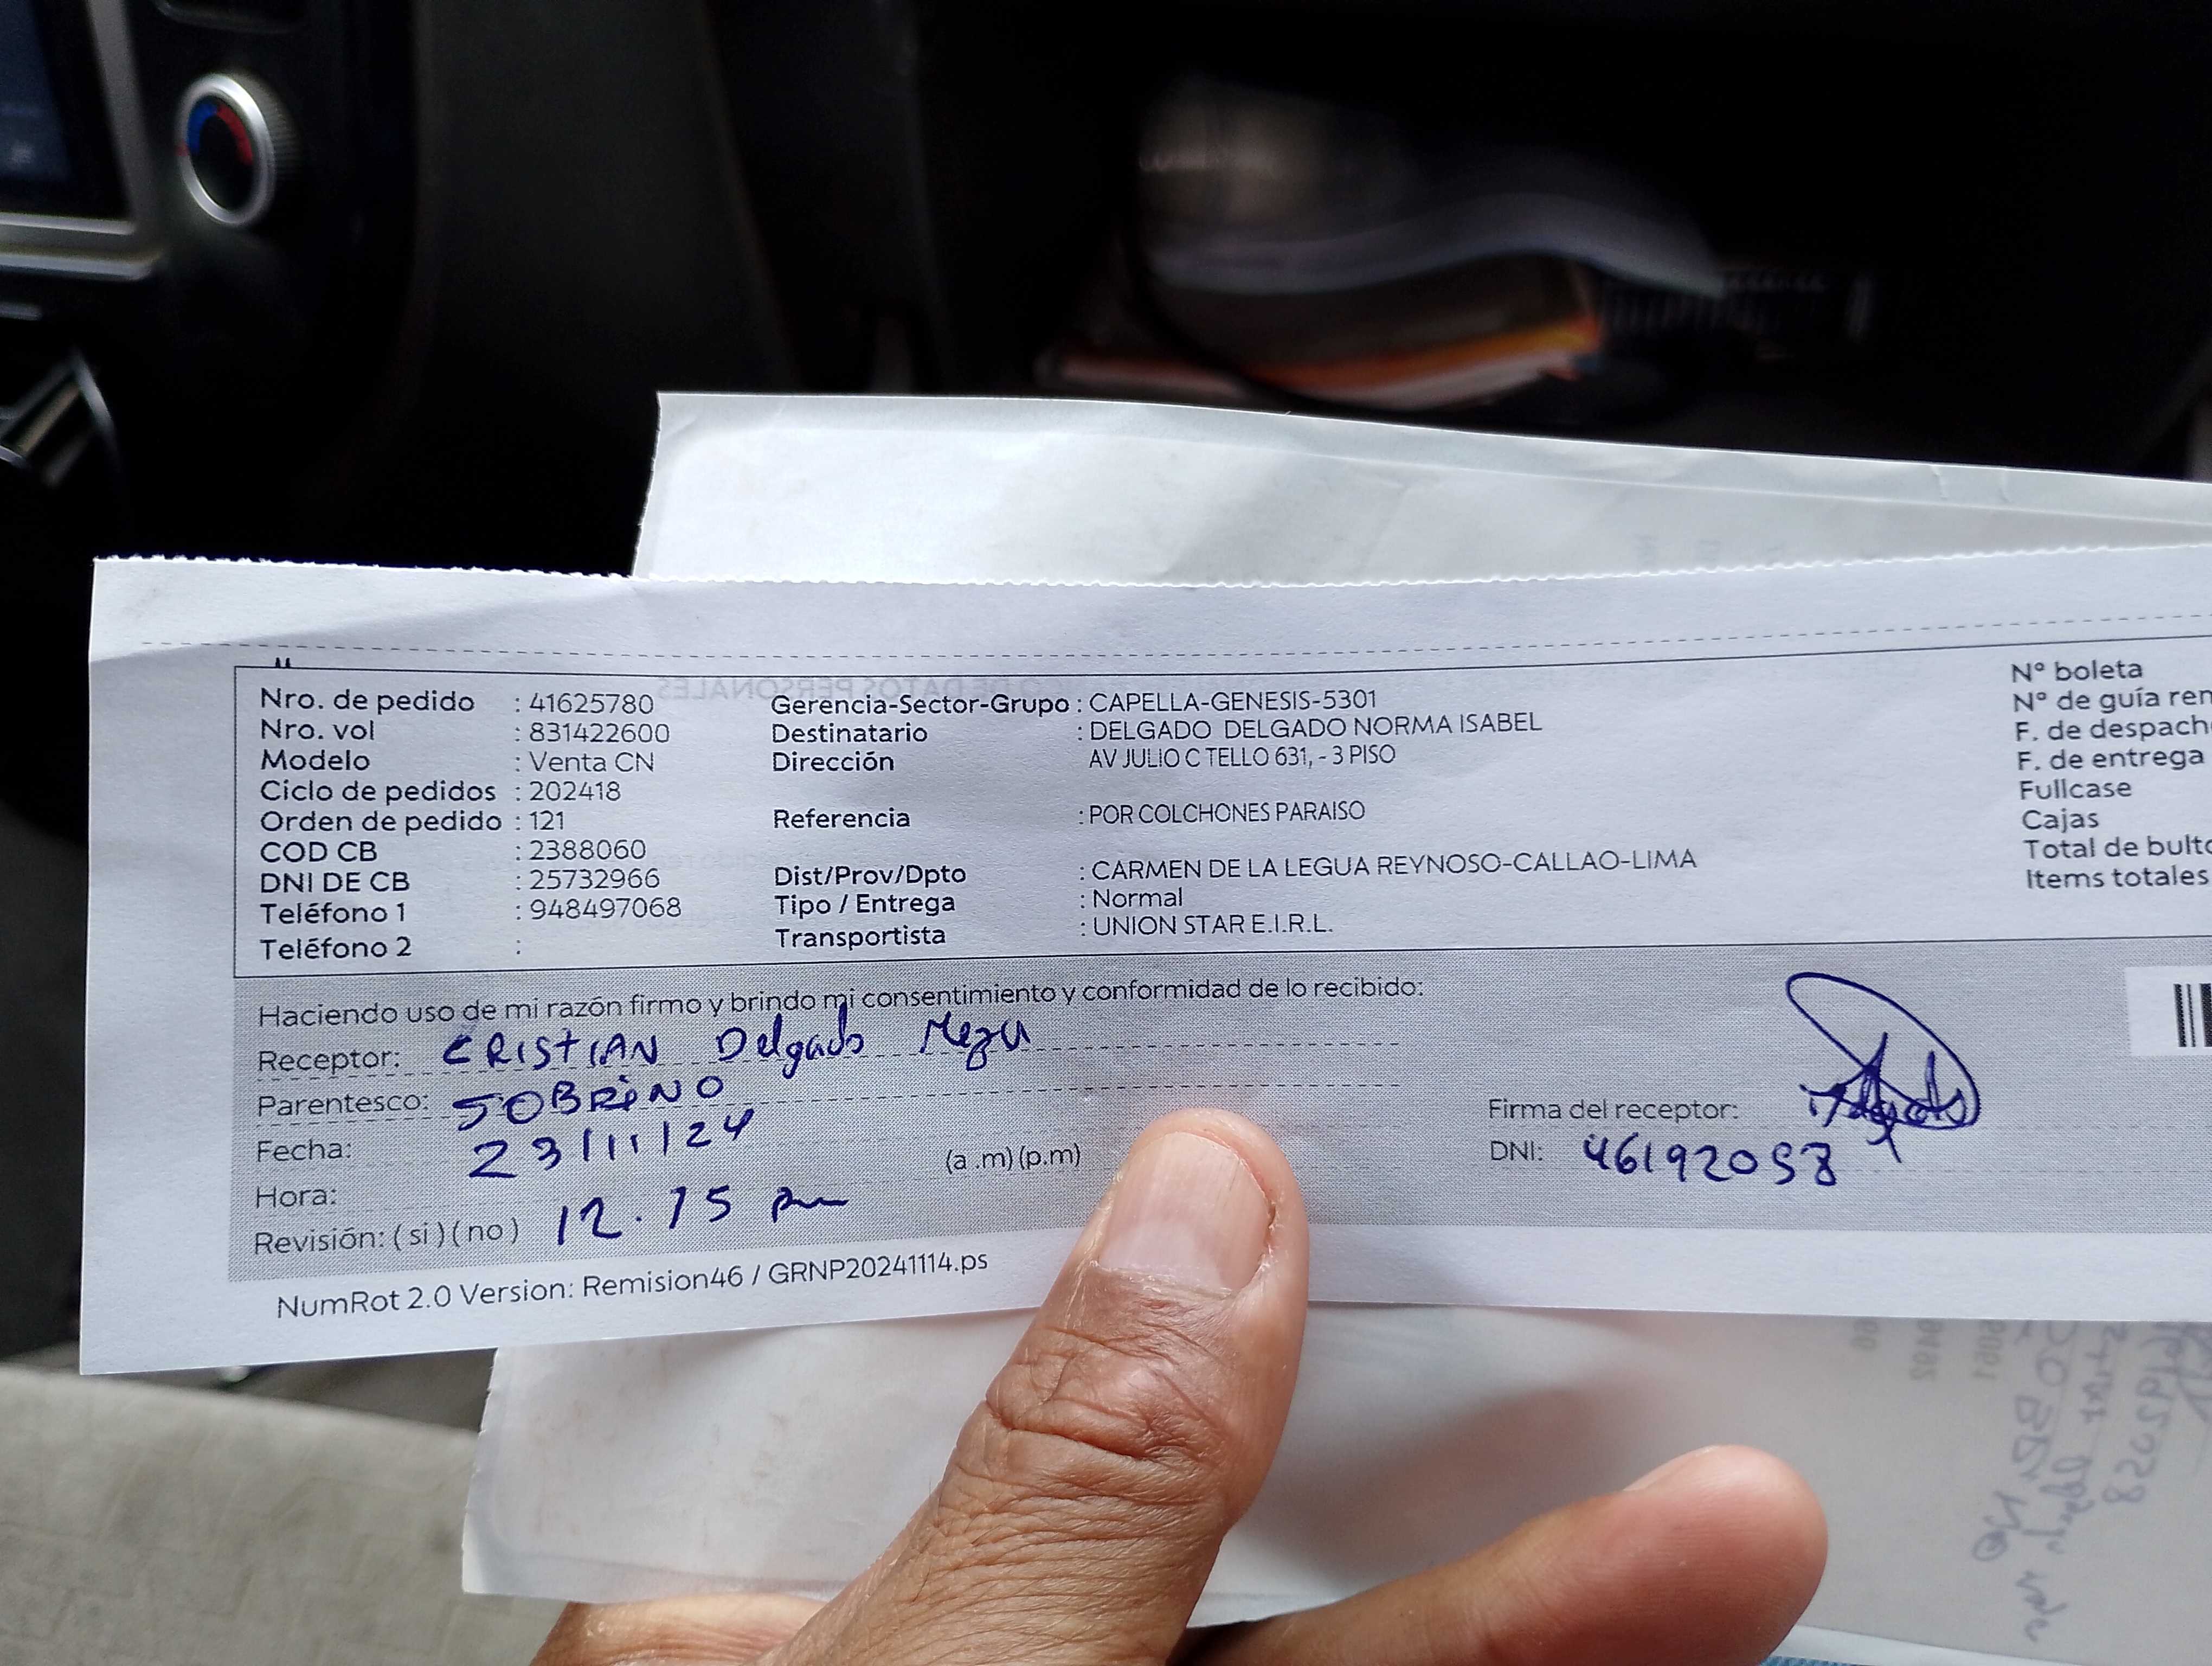 Nro. de pedido : 41625780
Nro. vol : 831422600
Modelo : Venta CN
Ciclo de pedidos : 202418
Orden de pedido : 121
COD CB : 2388060
DNI DE CB : 25732966
Teléfono 1 : 948497068
Teléfono 2 :
Gerencia-Sector-Grupo : CAPELLA-GENESIS-5301
Destinatario : DELGADO DELGADO NORMA ISABEL
Dirección AV JULIO C TELLO 631, - 3 PISO
Referencia : POR COLCHONES PARAISO
Dist/Prov/Dpto : CARMEN DE LA LEGUA REYNOSO-CALLAO-LIMA
Tipo / Entrega : Normal
Transportista : UNION STAR E.I.R.L.
N° boleta
N° de guía
F. de
F. de entrega
Fullcase
Cajas
Total de
Items totales
Haciendo uso de mi razón firmo y brindo mi consentimiento y conformidad de lo recibido:
Receptor: CRISTIAN Delgado
Parentesco: SOBRINO
Fecha: 23/11/24
Hora: 12.15 pm (a .m) (p.m)
Revisión: ( si ) ( no )
Firma del receptor:
DNI: 46192058
NumRot 2.0 Version: Remision46 / GRNP20241114.ps